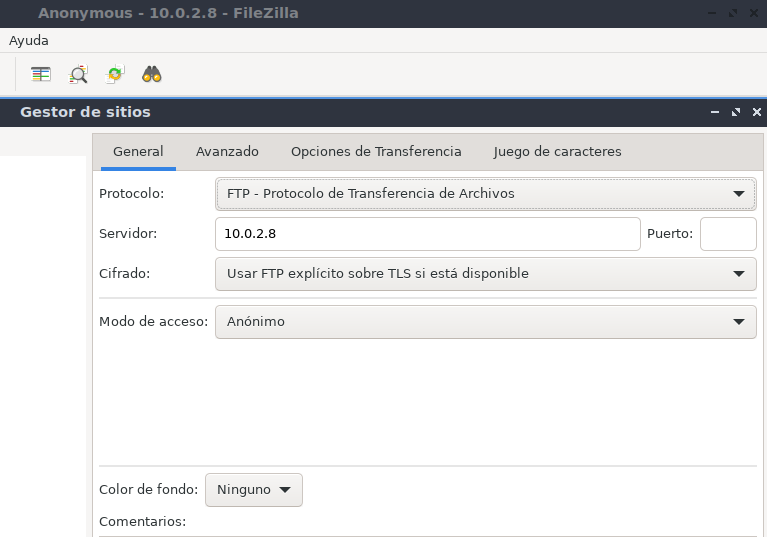 Anonymous - 10.0.2.8 - FileZilla
Ayuda
Gestor de sitios
General Avanzado Opciones de Transferencia Juego de caracteres
Protocolo: FTP - Protocolo de Transferencia de Archivos
Servidor: 10.0.2.8 Puerto:
Cifrado: Usar FTP explícito sobre TLS si está disponible
Modo de acceso: Anónimo
Color de fondo: Ninguno
Comentarios: